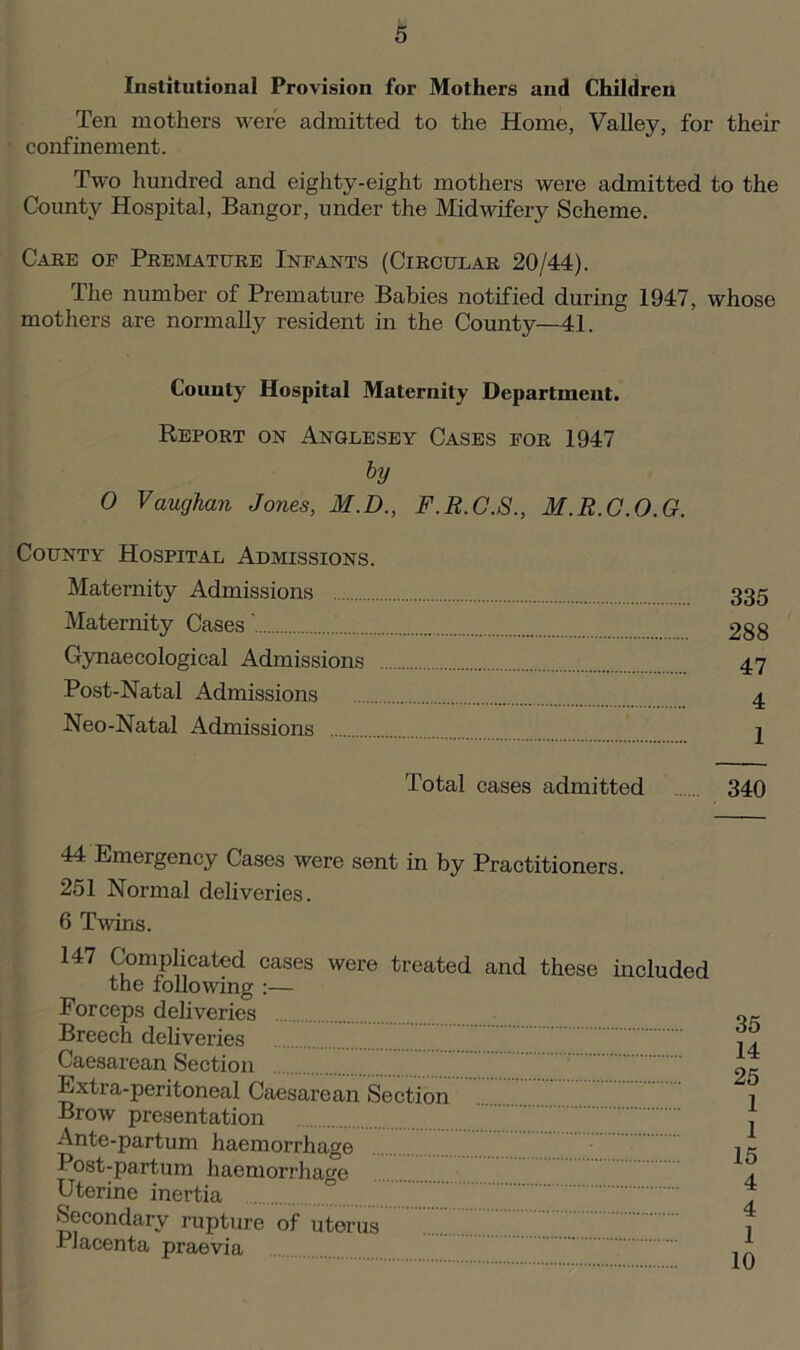 5
Institutional Provision for Mothers and Children
Ten mothers were admitted to the Home, Valley, for their
confinement.
Two hundred and eighty-eight mothers were admitted to the
County Hospital, Bangor, under the Midwifery Scheme.
Care of Premature Infants (Circular 20/44).
The number of Premature Babies notified during 1947, whose
mothers are normally resident in the County—41.
County Hospital Maternity Department.
Report on Anglesey Cases for 1947
by
O Vaughan Jones, M.D., F.R.C.S., M.R.C.O.G.
County Hospital Admissions.
Maternity Admissions ........ 335
Maternity Cases ........ 288
Gynaecological Admissions ........ 47
Post-Natal Admissions ........ 4
Neo-Natal Admissions ........ 1
Total cases admitted ...... 340
44 Emergency Cases were sent in by Practitioners.
251 Normal deliveries.
6 Twins.
147 Complicated cases were treated and these included
the following :—
Forceps deliveries ........ 35
Breech deliveries ........ 14
Caesarean Section ........ 25
Extra-peritoneal Caesarean Section ........ 1
Brow presentation ........ 1
Ante-partum haemorrhage ........ 15
Post-partum haemorrhage ........ 4
Uterine inertia ........ 4
Secondary rupture of uterus ........ 1
Placenta praevia ........ 10